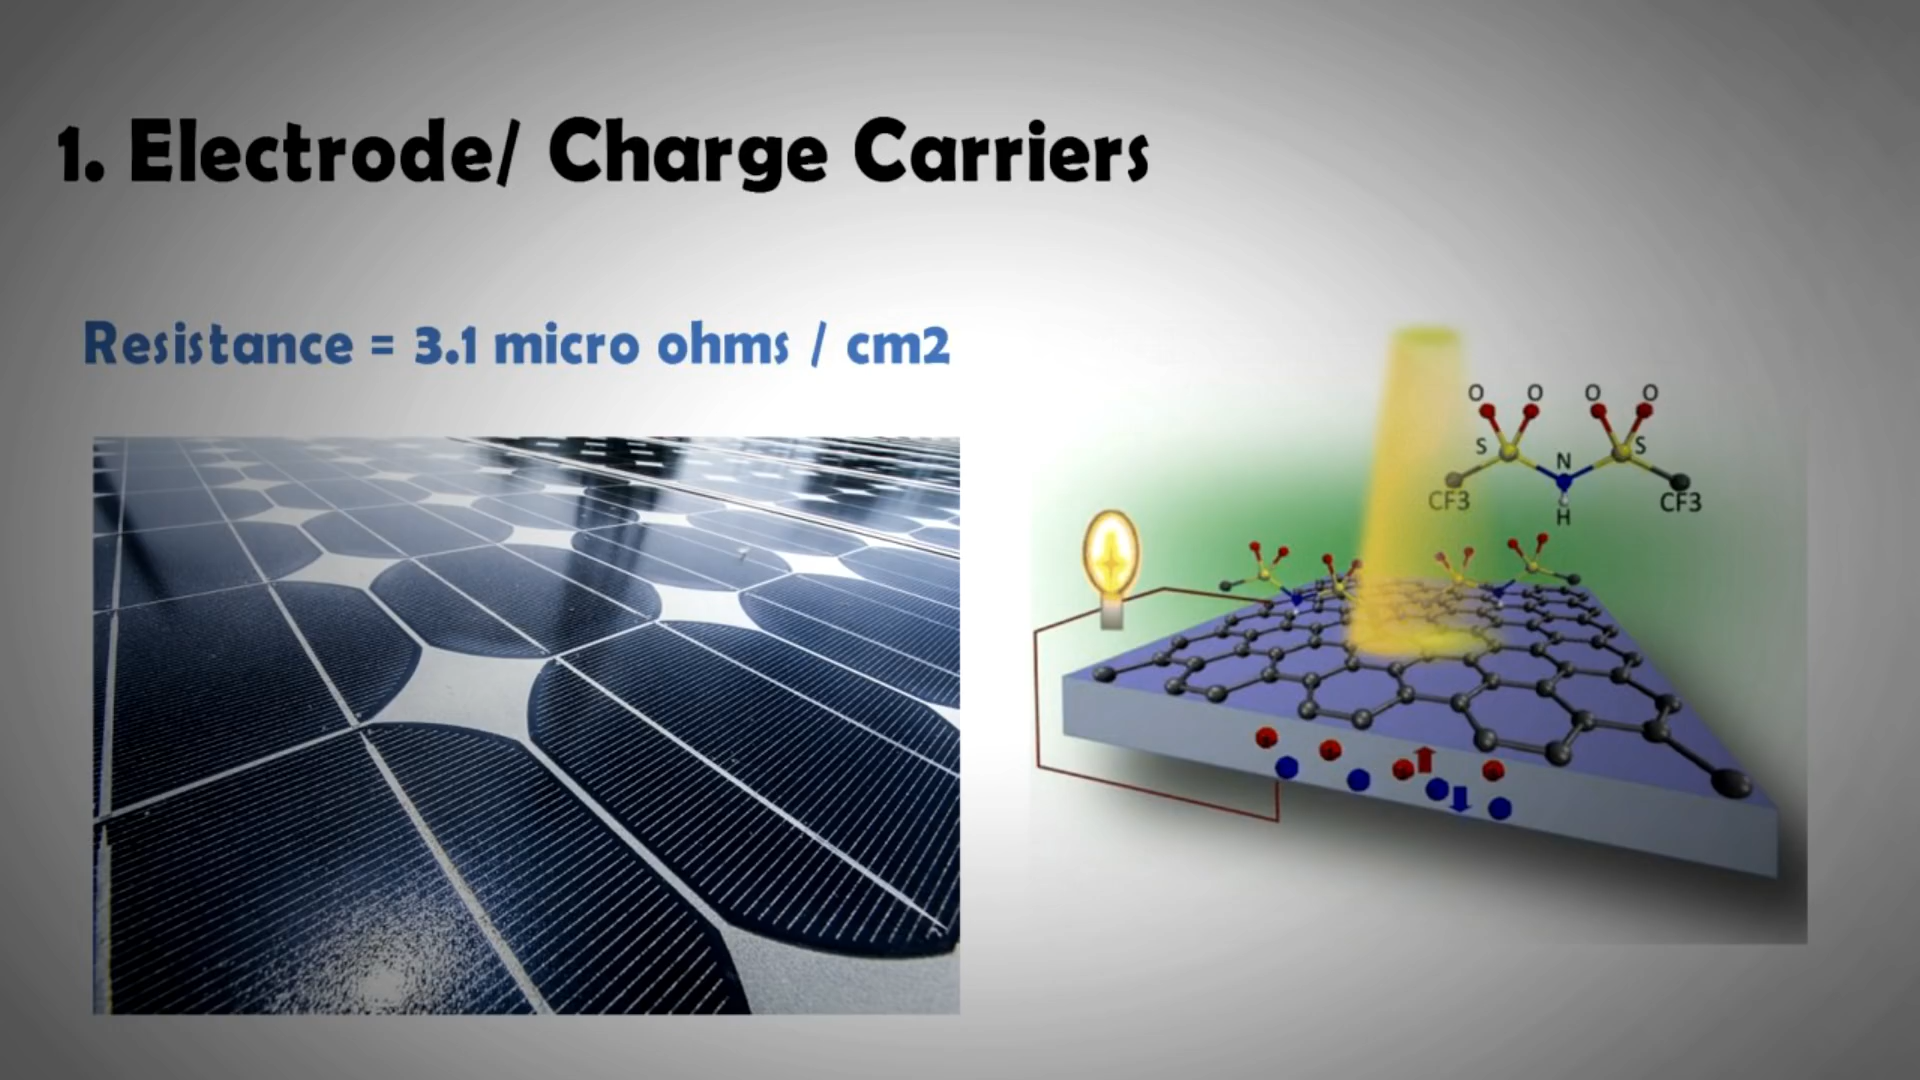 1. Electrode/ Charge Carriers
Resistance = 3.1 micro ohms / cm2
O O O O
S S
N
CF3 H CF3